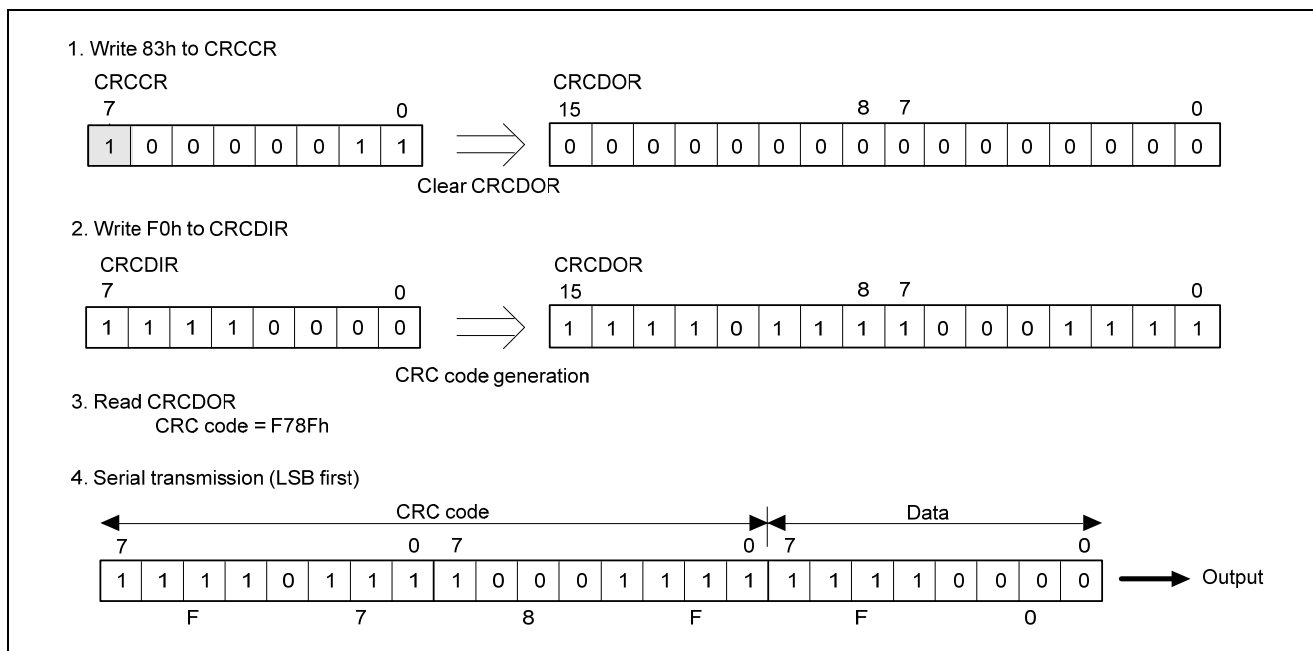 1. Write 83h to CRCCR
CRCCR CRCDOR
7 0 15 8 7 0
1 0 0 0 0 0 1 1 0 0 0 0 0 0 0 0 0 0 0 0 0 0 0 0
Clear CRCDOR
2. Write F0h to CRCDIR
CRCDIR CRCDOR
7 0 15 8 7 0
1 1 1 1 0 0 0 0 1 1 1 1 0 1 1 1 1 0 0 0 1 1 1 1
CRC code generation
3. Read CRCDOR
CRC code = F78Fh
4. Serial transmission (LSB first)
CRC code Data
7 0 7 0 7 0
1 1 1 1 0 1 1 1 1 0 0 0 1 1 1 1 1 1 1 1 0 0 0 0 Output
F 7 8 F F 0